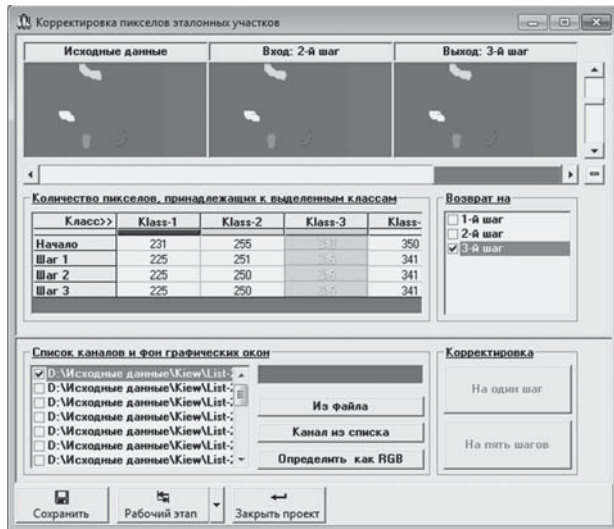 Корректировка пикселов эталонных участков
Исходные данные Вход: 2-й шаг Выход: 3-й шаг
Количество пикселов, принадлежащих к выделенным классам Возврат на
Класс>> Klass-1 Klass-2 Klass-3 Klass-
1-й шаг
2-й шаг
3-й шаг
Начало 231 255 350
Шаг 1 225 251 341
Шаг 2 225 250 341
Шаг 3 225 250 341
Список каналов и фон графических окон Корректировка
D:\Исходные данные\Kiew\List-
D:\Исходные данные\Kiew\List-
D:\Исходные данные\Kiew\List-
D:\Исходные данные\Kiew\List-
D:\Исходные данные\Kiew\List-
D:\Исходные данные\Kiew\List-
D:\Исходные данные\Kiew\List-
Из файла
Канал из списка
Определить как RGB
На один шаг
На пять шагов
Сохранить Рабочий этап Закрыть проект